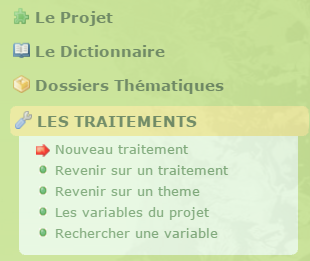 Le Projet
Le Dictionnaire
Dossiers Thématiques
LES TRAITEMENTS
Nouveau traitement
Revenir sur un traitement
Revenir sur un theme
Les variables du projet
Rechercher une variable